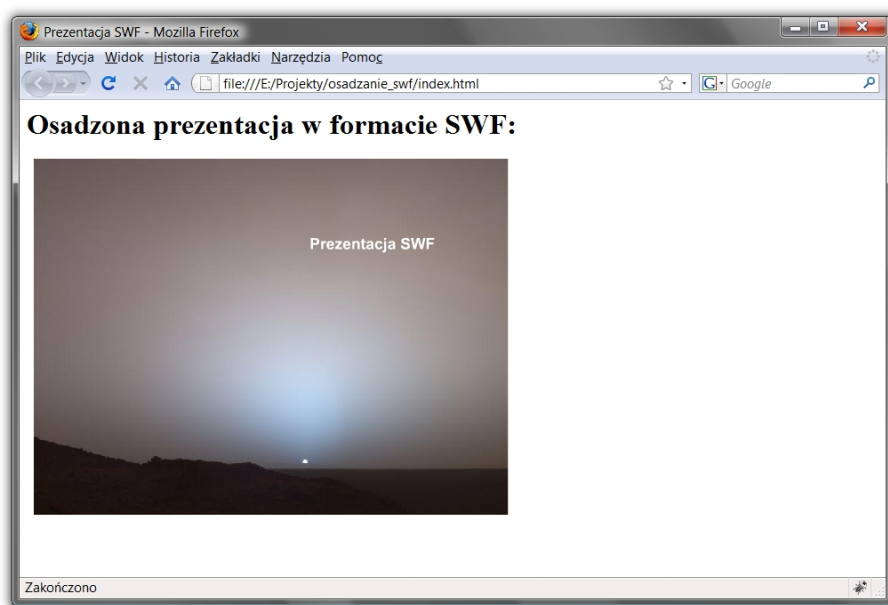 Prezentacja SWF - Mozilla Firefox
Plik Edycja Widok Historia Zakładki Narzędzia Pomoc
file:///E:/Projekty/osadzanie_swf/index.html G Google
Osadzona prezentacja w formacie SWF:
Prezentacja SWF
Zakończono